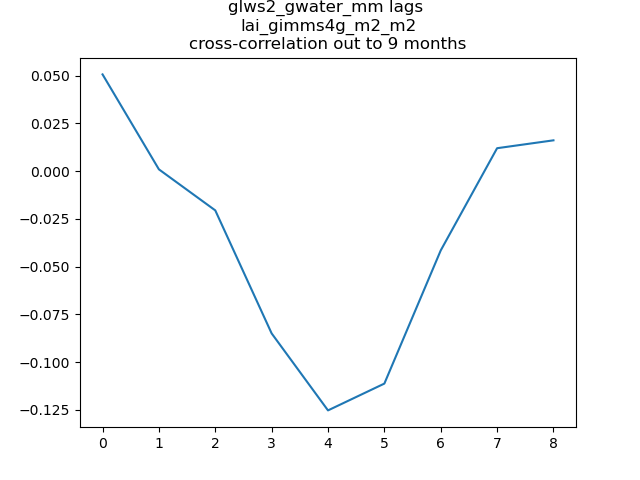 glws2_gwater_mm lags
lai_gimms4g_m2_m2
cross-correlation out to 9 months
0.050
0.025
0.000
−0.025
−0.050
−0.075
−0.100
−0.125
0 1 2 3 4 5 6 7 8